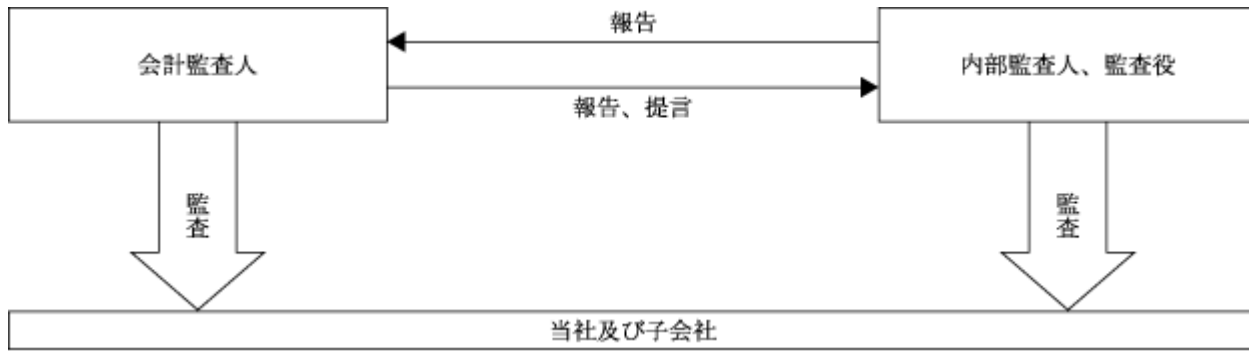 報告
会計監査人
内部監査人、監査役
報告、提言
監査
監査
当社及び子会社